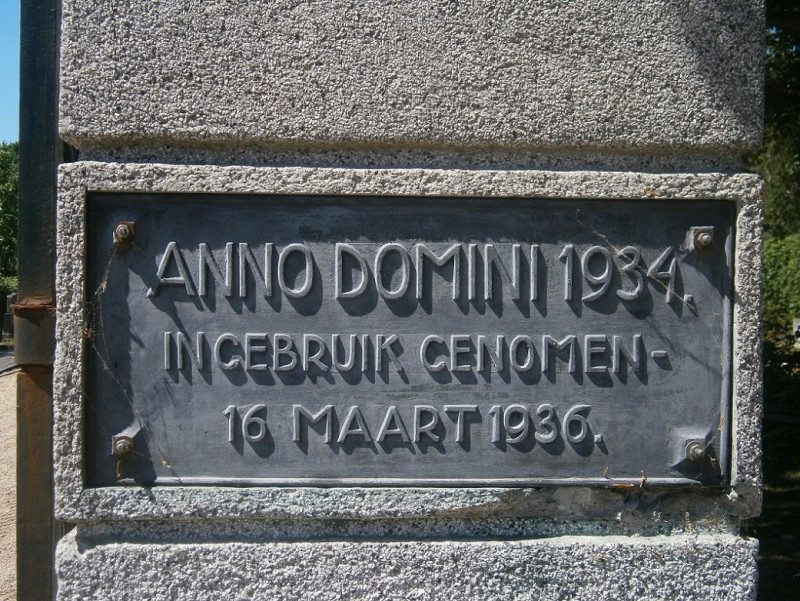 ANNO DOMINI 1934.
IN GEBRUIK GENOMEN-
16 MAART 1936.